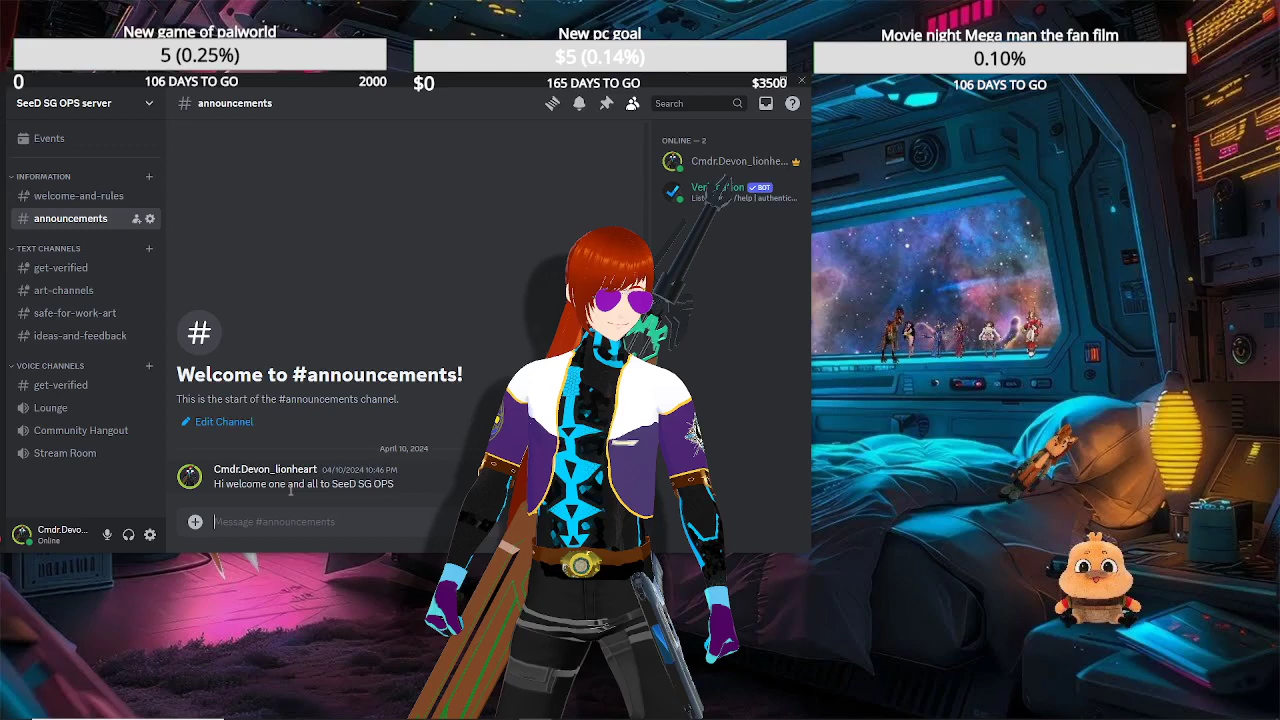 New game of palworld
5 (0.25%)
0
106 DAYS TO GO
2000
New pc goal
$5 (0.14%)
$0
165 DAYS TO GO
$3500
Movie night Mega man the fan film
0.10%
106 DAYS TO GO
SeeD SG OPS server
# announcements
Search
Events
INFORMATION
# welcome-and-rules
# announcements
TEXT CHANNELS
# get-verified
# art-channels
# safe-for-work-art
# ideas-and-feedback
VOICE CHANNELS
# get-verified
Lounge
Community Hangout
Stream Room
Cmdr.Devo...
Online
#
Welcome to #announcements!
This is the start of the #announcements channel.
Edit Channel
April 10, 2024
Cmdr.Devon_lionheart 04/10/2024 10:46 PM
Hi welcome one and all to SeeD SG OPS
Message #announcements
ONLINE — 2
Cmdr.Devon_lionhe...
BOT
/help | authentic...